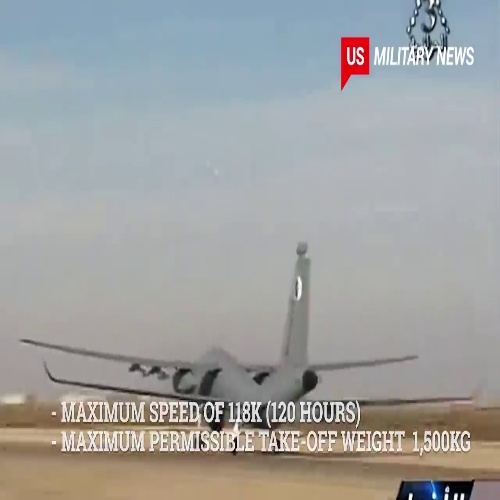 US MILITARY NEWS
- MAXIMUM SPEED OF 118K (120 HOURS)
- MAXIMUM PERMISSIBLE TAKE-OFF WEIGHT 1,500KG